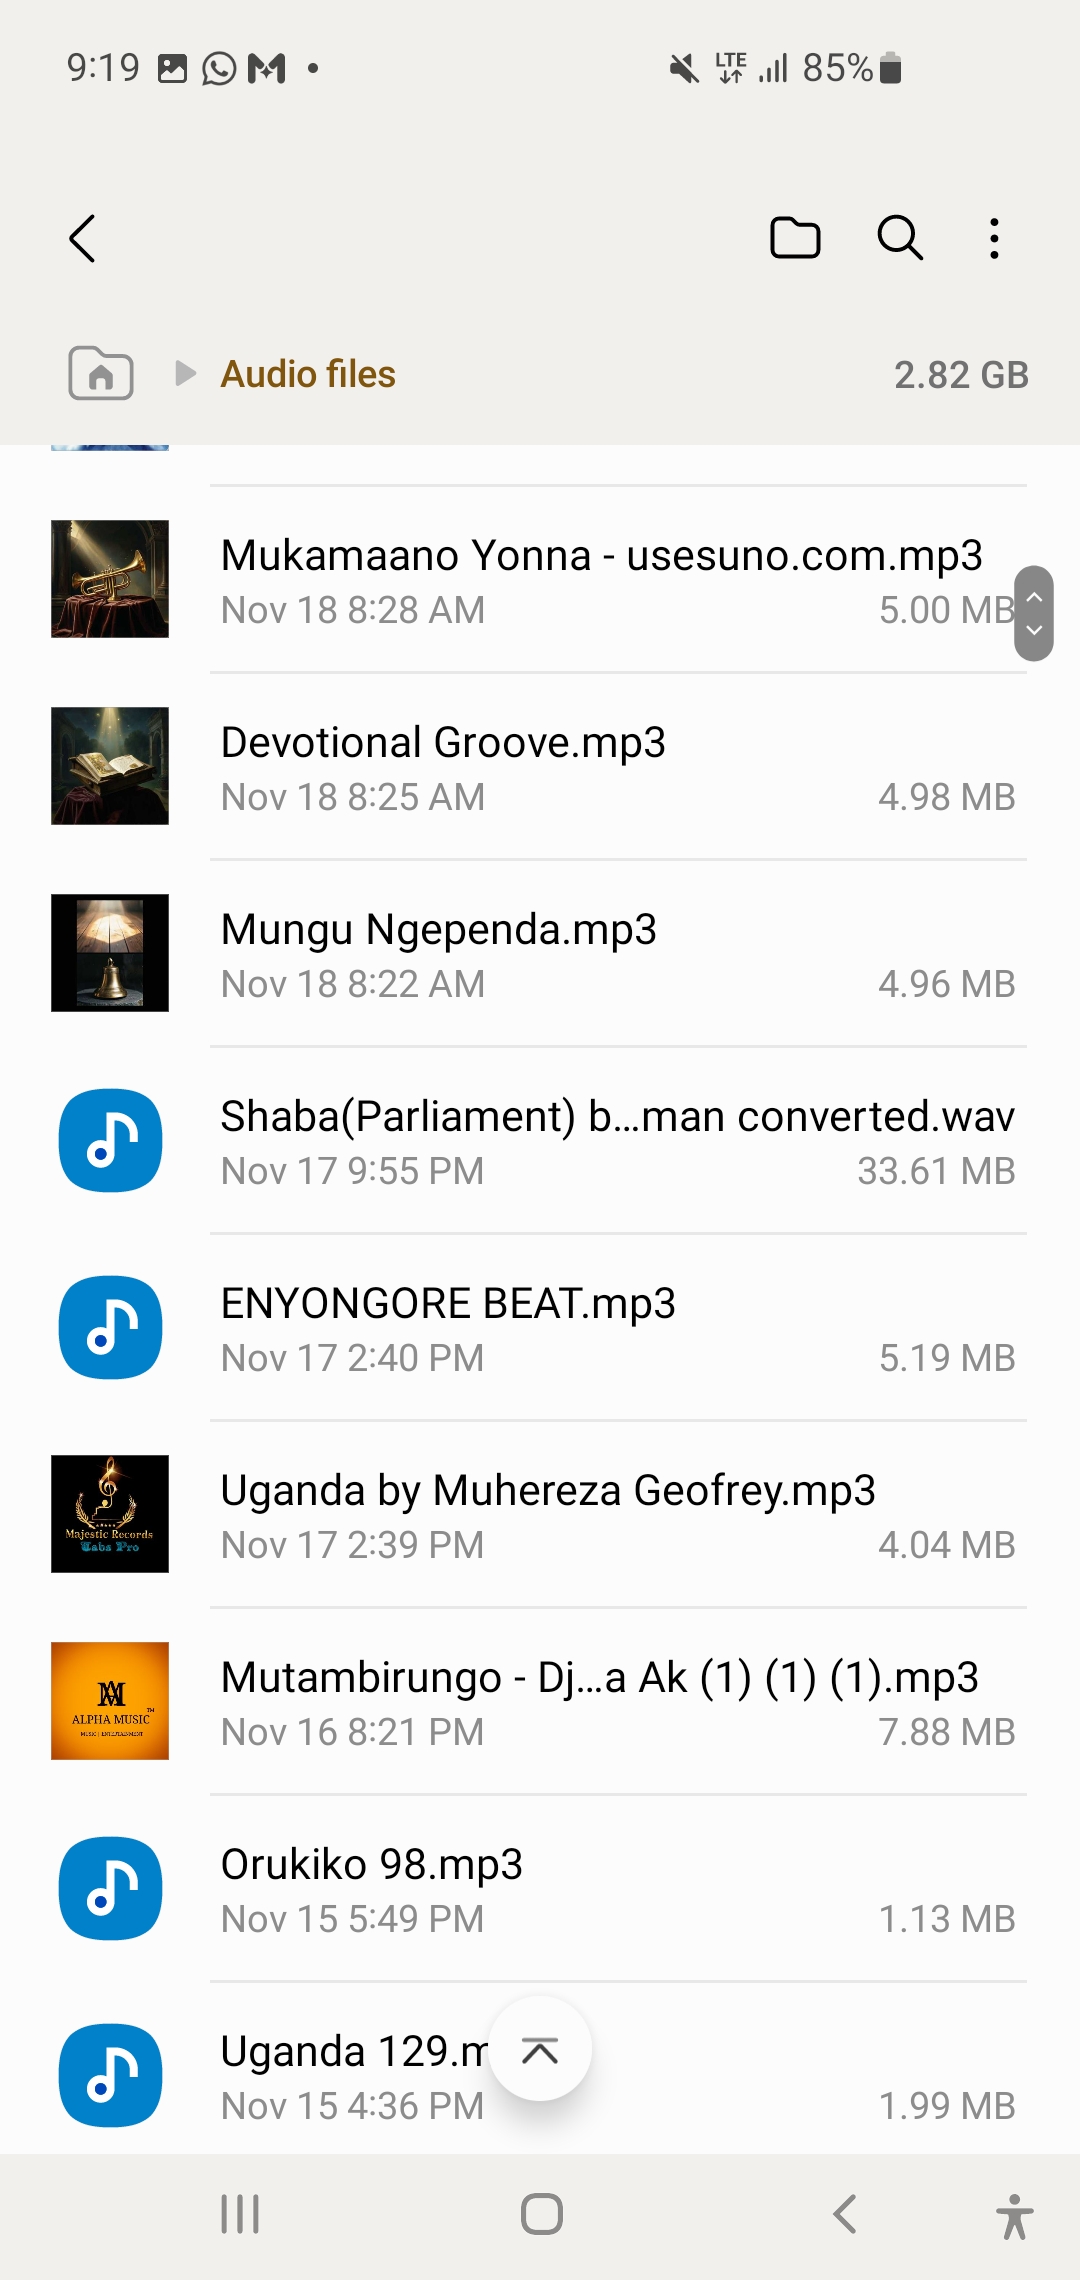 9:19
LTE
85%
Audio files
2.82 GB
Mukamaano Yonna - usesuno.com.mp3
Nov 18 8:28 AM
5.00 MB
Devotional Groove.mp3
Nov 18 8:25 AM
4.98 MB
Mungu Ngependa.mp3
Nov 18 8:22 AM
4.96 MB
Shaba(Parliament) b...man converted.wav
Nov 17 9:55 PM
33.61 MB
ENYONGORE BEAT.mp3
Nov 17 2:40 PM
5.19 MB
Majestic Records
Uganda by Muhereza Geofrey.mp3
Nov 17 2:39 PM
4.04 MB
ALPHA MUSIC
TM
MUSIC | ENTERTAINMENT
Mutambirungo - Dj...a Ak (1) (1) (1).mp3
Nov 16 8:21 PM
7.88 MB
Orukiko 98.mp3
Nov 15 5:49 PM
1.13 MB
Uganda 129.m
Nov 15 4:36 PM
1.99 MB